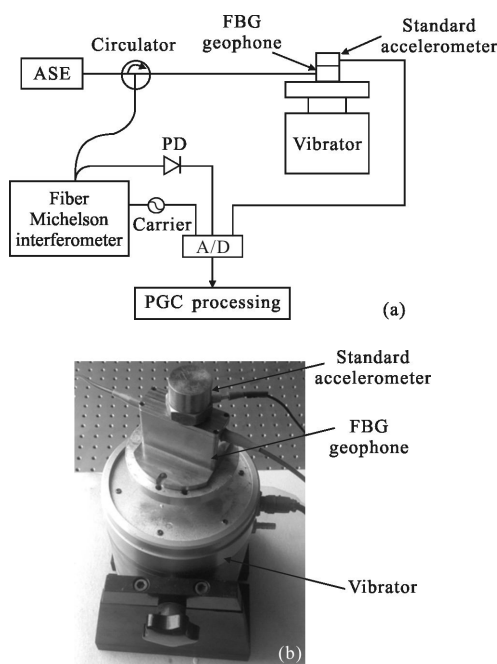 FBG
geophone
Standard
accelerometer
Circulator
ASE
PD
Vibrator
Fiber
Michelson
interferometer
Carrier
A/D
PGC processing
(a)
Standard
accelerometer
FBG
geophone
Vibrator
(b)